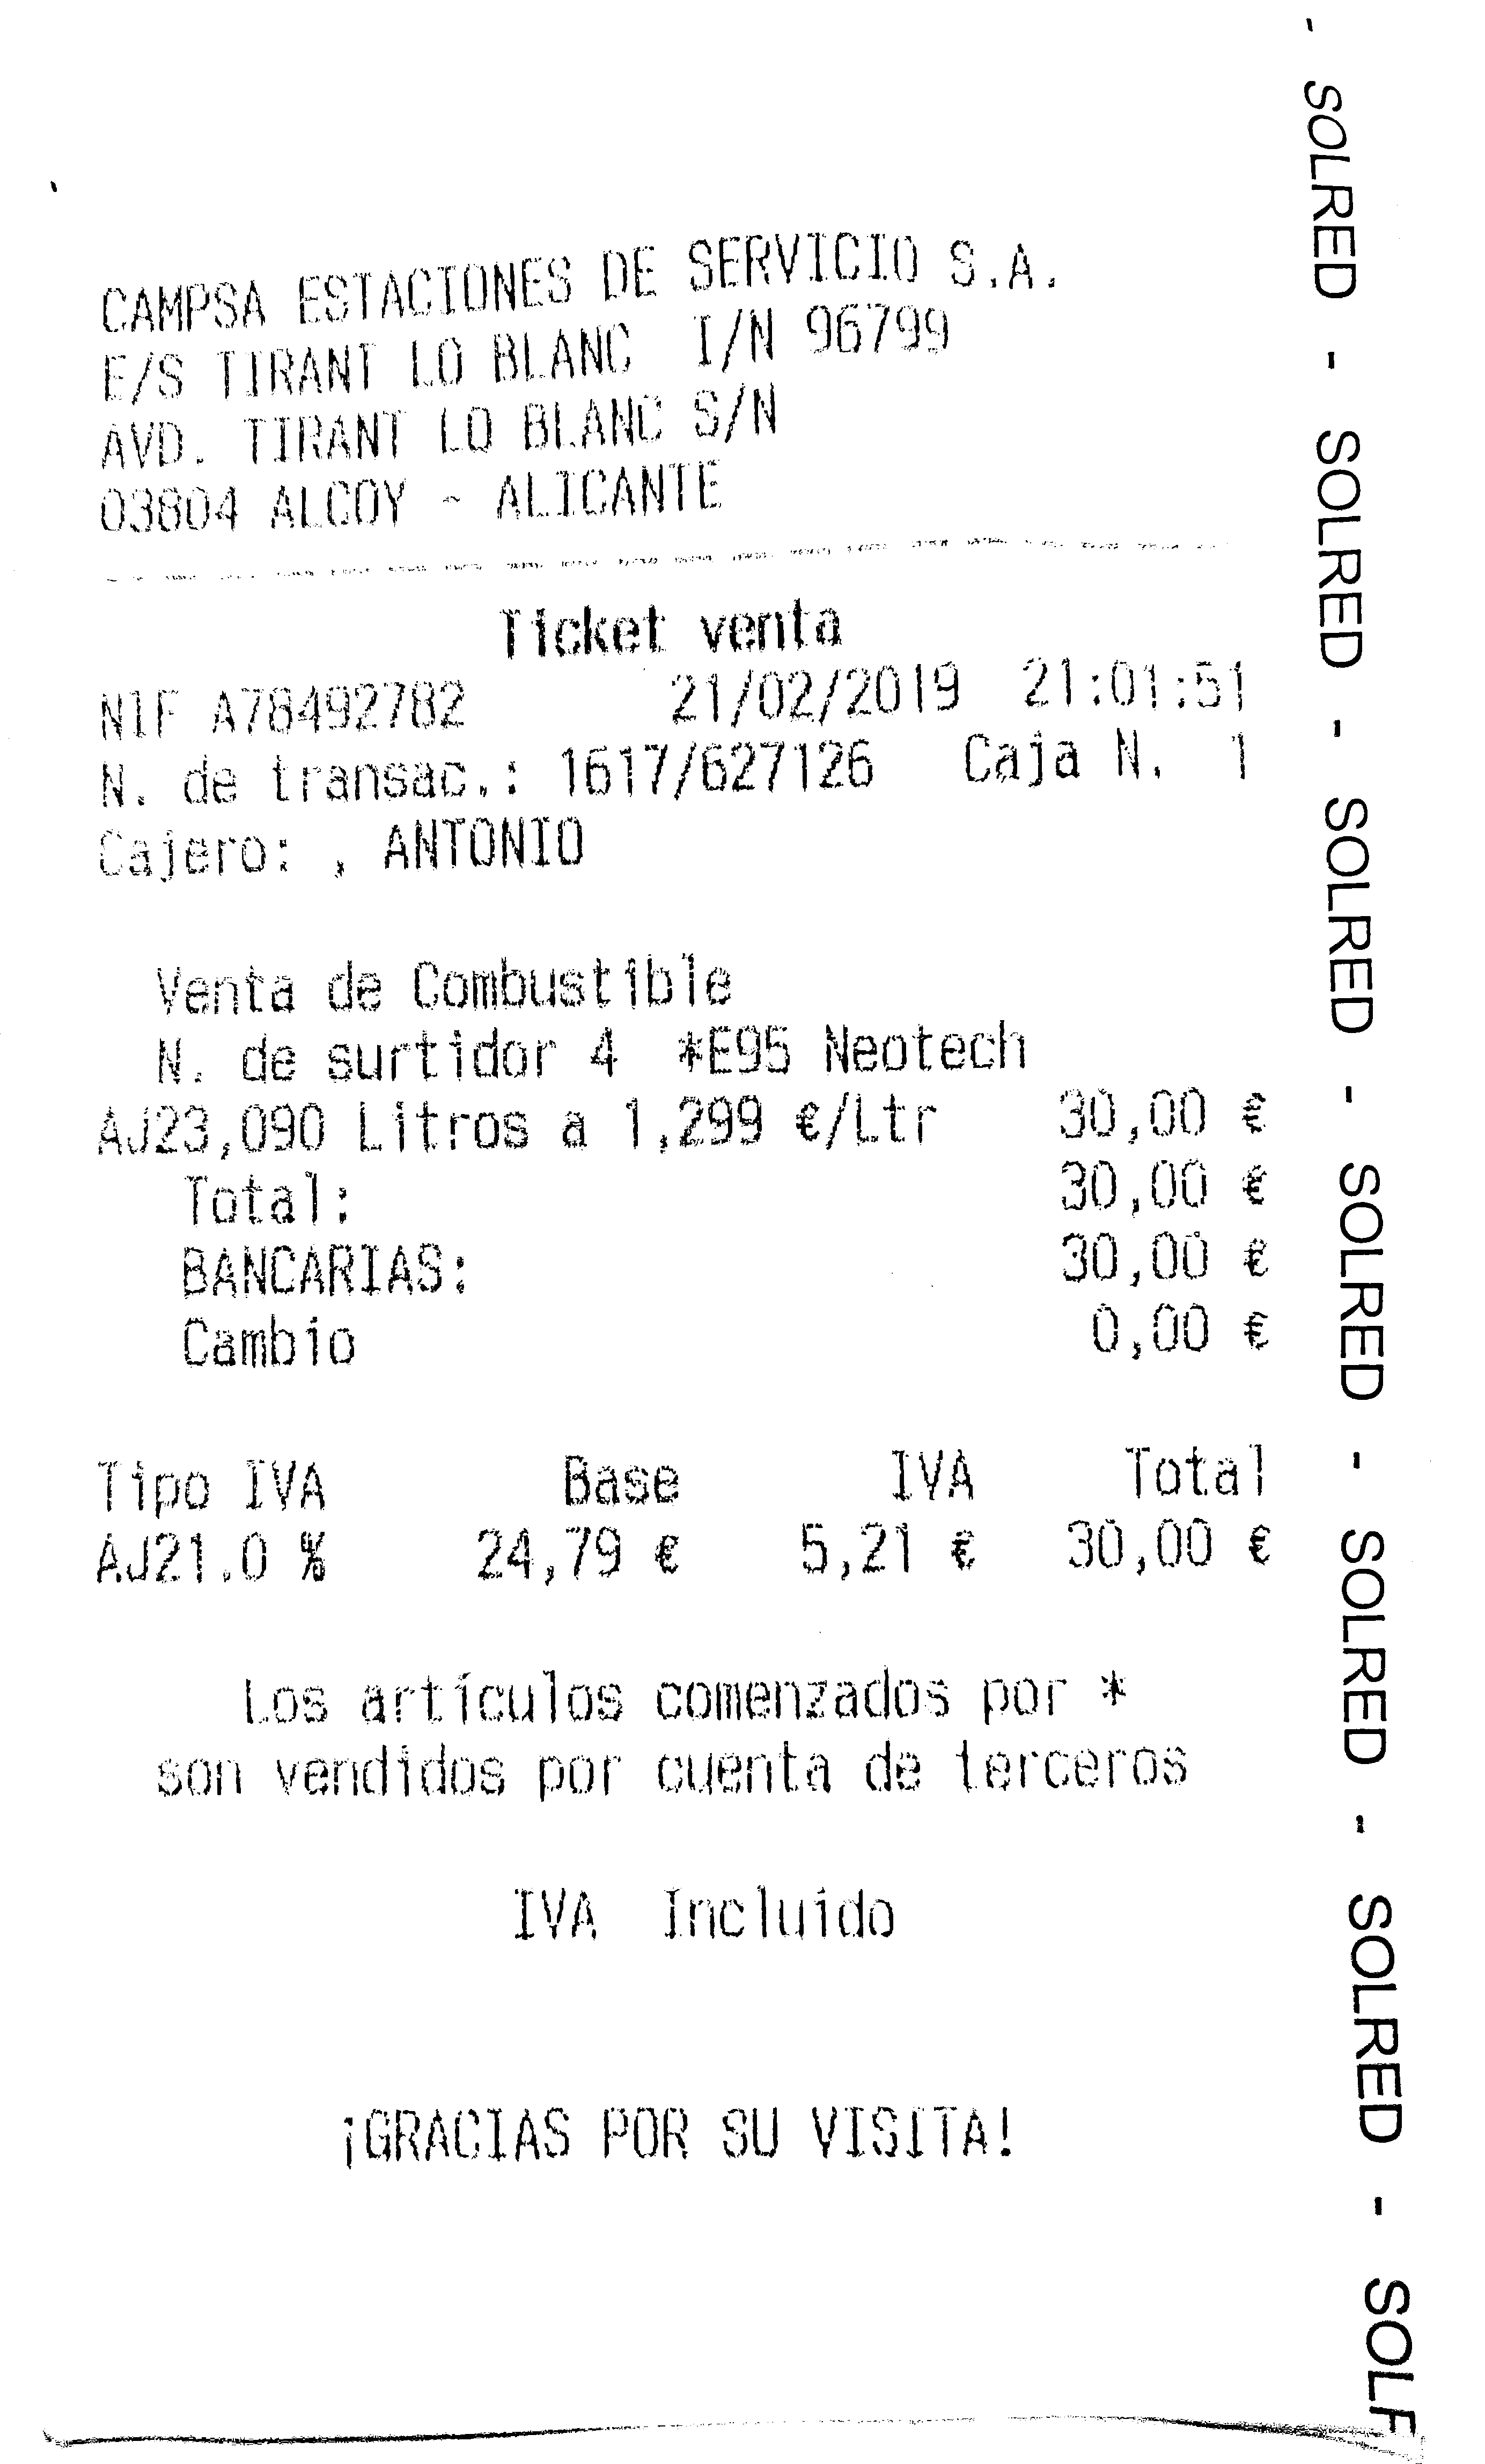 CAMPSA ESTACIONES DE SERVICIO S.A.
E/S TIRANT LO BLANC I/N 96799
AVD. TIRANT LO BLANC S/N
03804 ALCOY - ALICANTE
Ticket venta
NIF A78492782 21/02/2019 21:01:51
N. de transac.: 1617/627126 Caja N. 1
Cajero: , ANTONIO
Venta de Combustible
N. de surtidor 4 *E95 Neotech
AJ23,090 Litros a 1,299 €/Ltr 30,00 €
Total: 30,00 €
BANCARIAS: 30,00 €
Cambio 0,00 €
Tipo IVA Base IVA Total
AJ21.0 % 24,79 € 5,21 € 30,00 €
Los artículos comenzados por *
son vendidos por cuenta de terceros
IVA Incluido
¡GRACIAS POR SU VISITA!
- SOLRED - SOLRED - SOLRED - SOLRED - SOLRED - SOLRED - SOLF